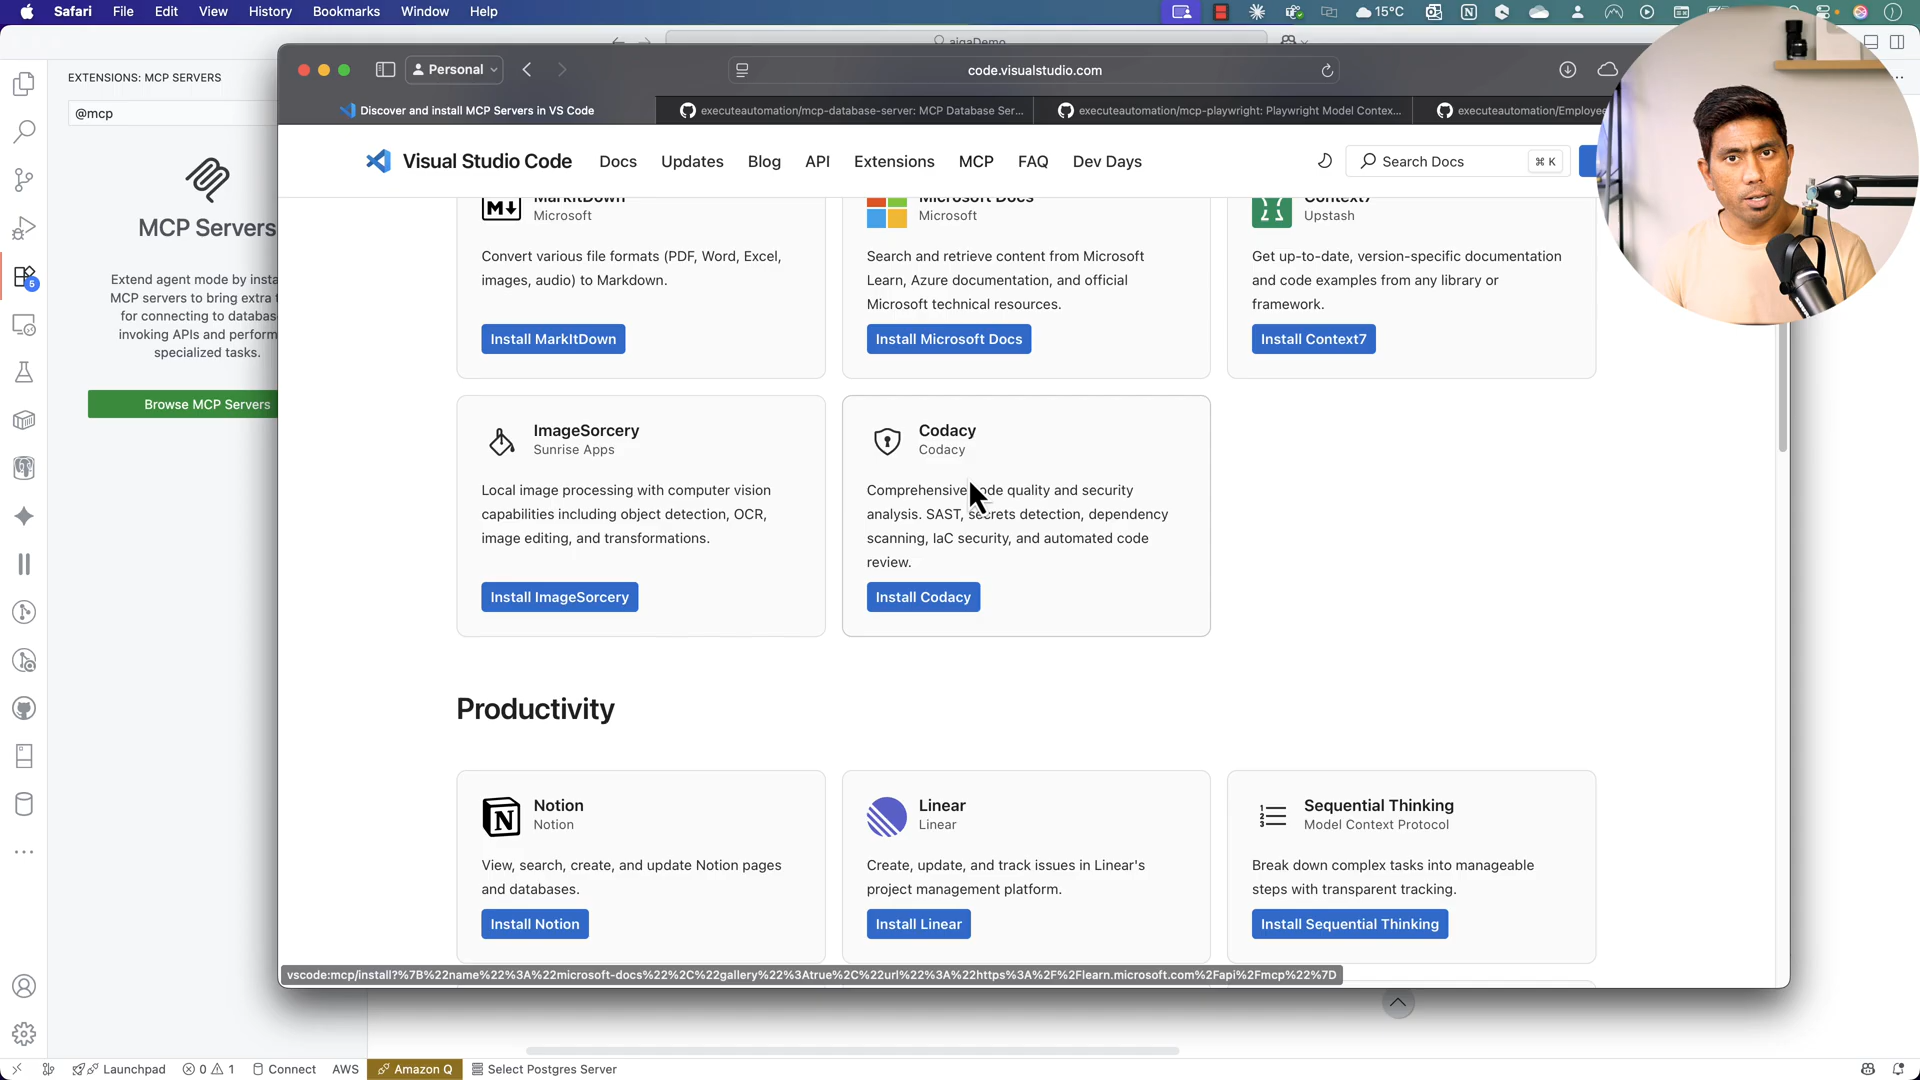 Safari File Edit View History Bookmarks Window Help
15°C
aigaDemo
EXTENSIONS: MCP SERVERS
@mcp
MCP Servers
Extend agent mode by insta
MCP servers to bring extra t
for connecting to databas
invoking APIs and perform
specialized tasks.
Browse MCP Servers
5
Personal
code.visualstudio.com
Discover and install MCP Servers in VS Code
executeautomation/mcp-database-server: MCP Database Ser...
executeautomation/mcp-playwright: Playwright Model Contex...
executeautomation/Employee
Visual Studio Code
Docs Updates Blog API Extensions MCP FAQ Dev Days
Search Docs ⌘ K
MarkItDown
Microsoft
Convert various file formats (PDF, Word, Excel,
images, audio) to Markdown.
Install MarkItDown
Microsoft Docs
Microsoft
Search and retrieve content from Microsoft
Learn, Azure documentation, and official
Microsoft technical resources.
Install Microsoft Docs
Context7
Upstash
Get up-to-date, version-specific documentation
and code examples from any library or
framework.
Install Context7
ImageSorcery
Sunrise Apps
Local image processing with computer vision
capabilities including object detection, OCR,
image editing, and transformations.
Install ImageSorcery
Codacy
Codacy
Comprehensive code quality and security
analysis. SAST, secrets detection, dependency
scanning, IaC security, and automated code
review.
Install Codacy
Productivity
Notion
Notion
View, search, create, and update Notion pages
and databases.
Install Notion
Linear
Linear
Create, update, and track issues in Linear's
project management platform.
Install Linear
Sequential Thinking
Model Context Protocol
Break down complex tasks into manageable
steps with transparent tracking.
Install Sequential Thinking
vscode:mcp/install?%7B%22name%22%3A%22microsoft-docs%22%2C%22gallery%22%3Atrue%2C%22url%22%3A%22https%3A%2F%2Flearn.microsoft.com%2Fapi%2Fmcp%22%7D
Launchpad 0 1 Connect AWS Amazon Q Select Postgres Server